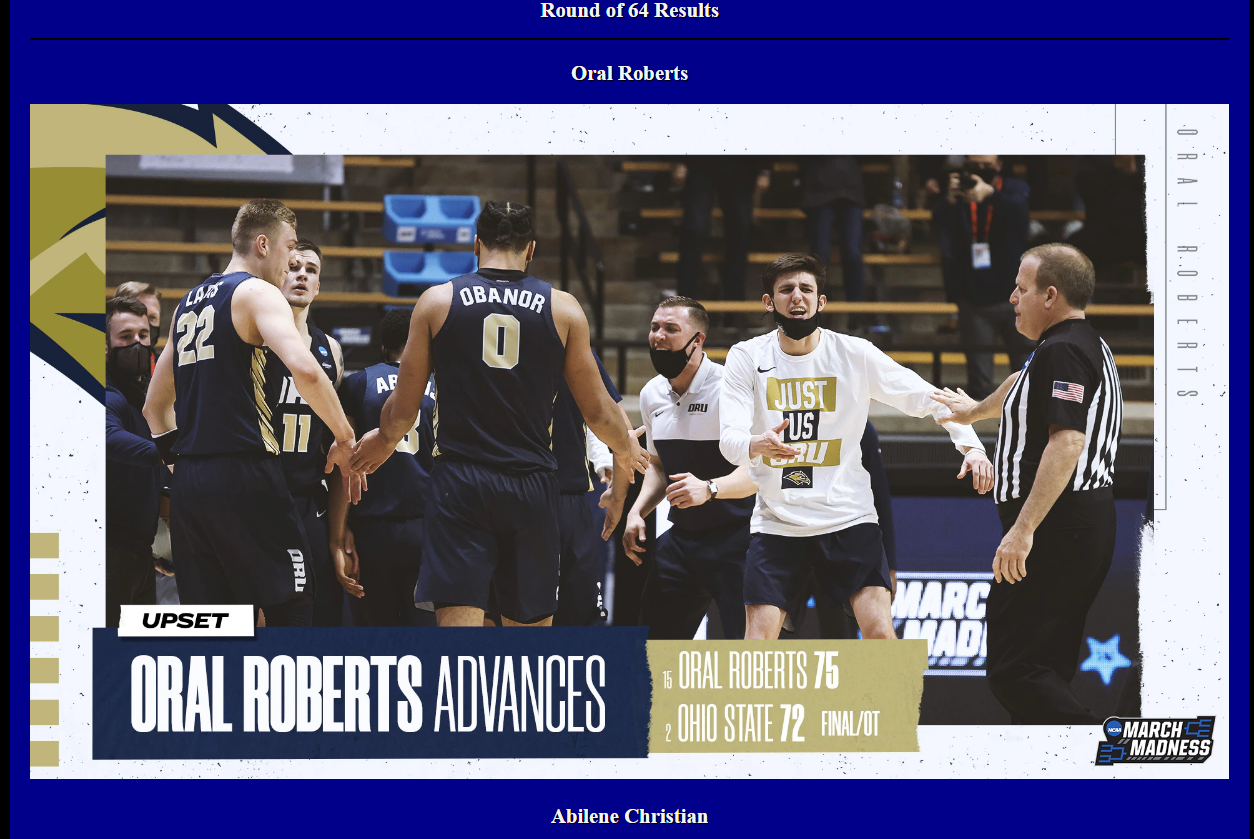 Round of 64 Results
Oral Roberts
ORAL ROBERTS
22
OBANOR
0
11
ORU
ORU
JUST
US
ORU
MARCH
MADNESS
UPSET
ORAL ROBERTS ADVANCES
15 ORAL ROBERTS 75
2 OHIO STATE 72 FINAL/OT
NCAA
MARCH
MADNESS
Abilene Christian